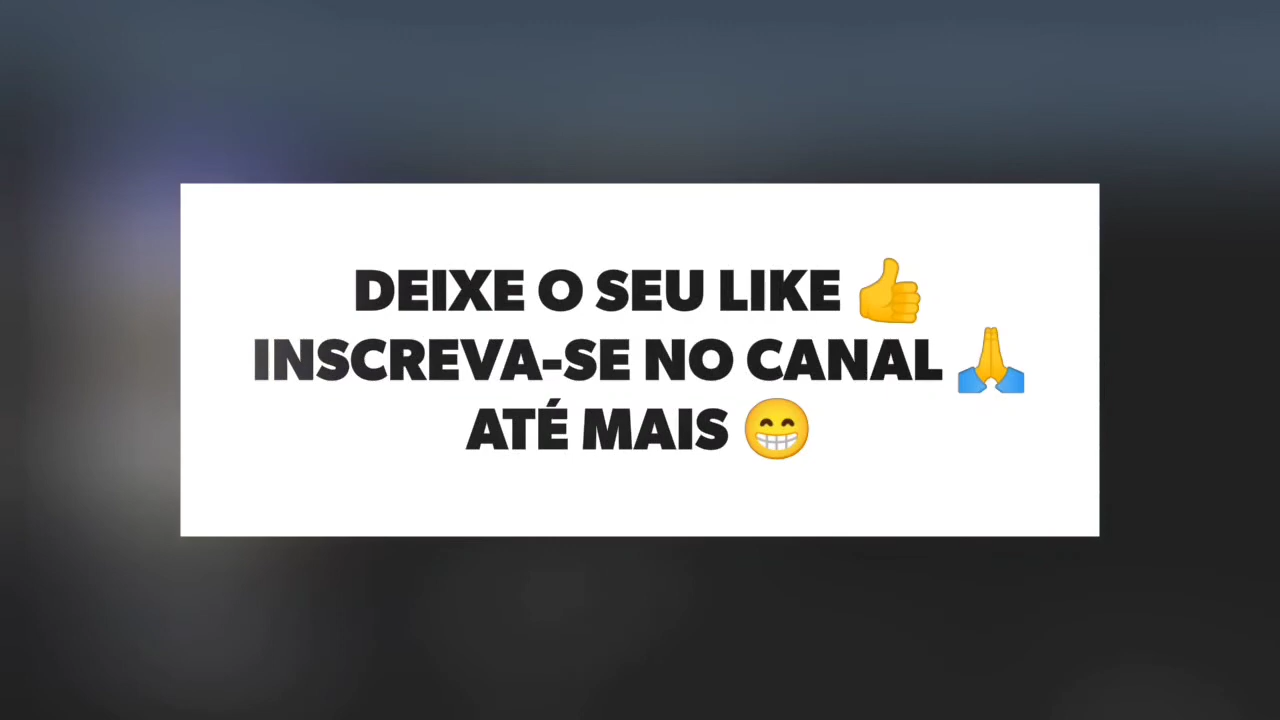 DEIXE O SEU LIKE 👍
INSCREVA-SE NO CANAL 🙏
ATÉ MAIS 😁